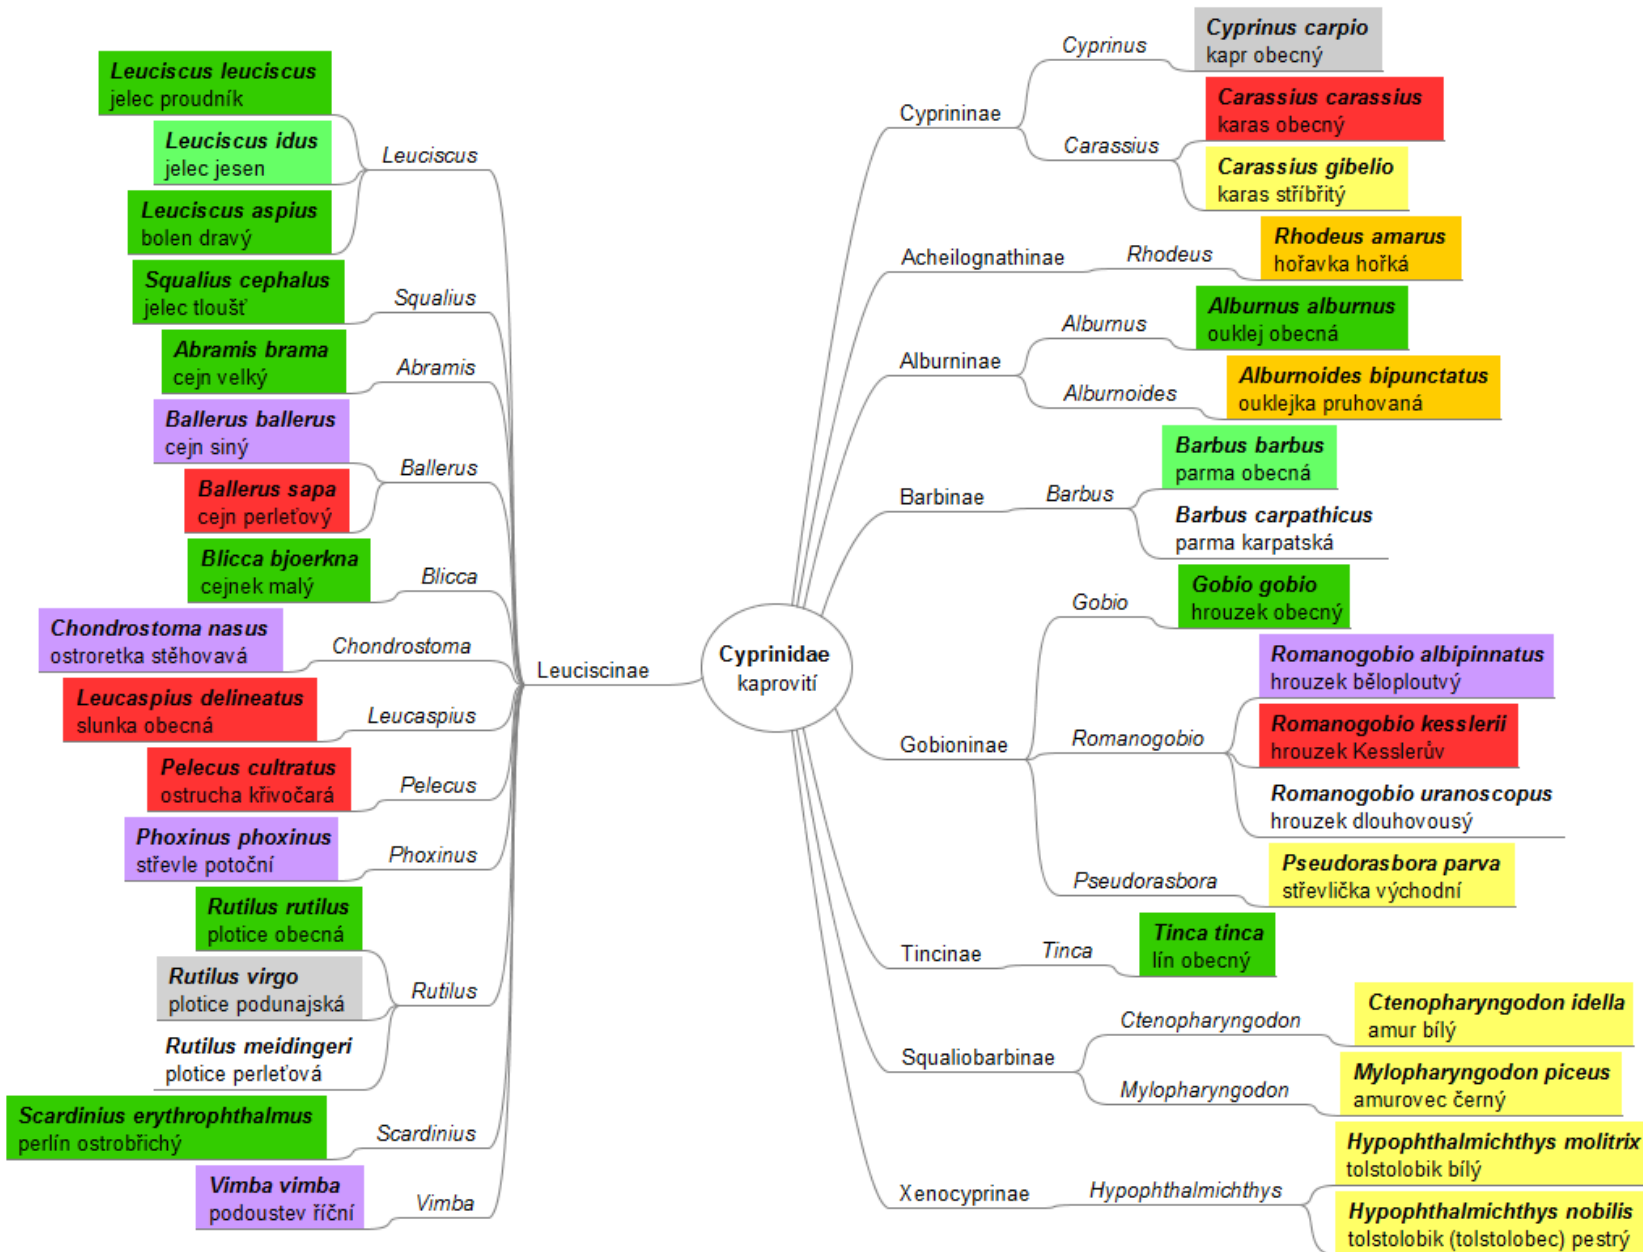 Cyprinidae
kaprovití
Leuciscinae
Leuciscus
Leuciscus leuciscus
jelec proudník
Leuciscus idus
jelec jesen
Leuciscus aspius
bolen dravý
Squalius
Squalius cephalus
jelec tloušť
Abramis
Abramis brama
cejn velký
Ballerus
Ballerus ballerus
cejn siný
Ballerus sapa
cejn perleťový
Blicca
Blicca bjoerkna
cejnek malý
Chondrostoma
Chondrostoma nasus
ostroretka stěhovavá
Leucaspius
Leucaspius delineatus
slunka obecná
Pelecus
Pelecus cultratus
ostrucha křivočará
Phoxinus
Phoxinus phoxinus
střevle potoční
Rutilus
Rutilus rutilus
plotice obecná
Rutilus virgo
plotice podunajská
Rutilus meidingeri
plotice perleťová
Scardinius
Scardinius erythrophthalmus
perlín ostrobřichý
Vimba
Vimba vimba
podoustev říční
Cyprininae
Cyprinus
Cyprinus carpio
kapr obecný
Carassius
Carassius carassius
karas obecný
Carassius gibelio
karas stříbřitý
Acheilognathinae
Rhodeus
Rhodeus amarus
hořavka hořká
Alburninae
Alburnus
Alburnus alburnus
ouklej obecná
Alburnoides
Alburnoides bipunctatus
ouklejka pruhovaná
Barbinae
Barbus
Barbus barbus
parma obecná
Barbus carpathicus
parma karpatská
Gobioninae
Gobio
Gobio gobio
hrouzek obecný
Romanogobio
Romanogobio albipinnatus
hrouzek běloploutvý
Romanogobio kesslerii
hrouzek Kesslerův
Romanogobio uranoscopus
hrouzek dlouhovousý
Pseudorasbora
Pseudorasbora parva
střevlička východní
Tincinae
Tinca
Tinca tinca
lín obecný
Squaliobarbinae
Ctenopharyngodon
Ctenopharyngodon idella
amur bílý
Mylopharyngodon
Mylopharyngodon piceus
amurovec černý
Xenocyprinae
Hypophthalmichthys
Hypophthalmichthys molitrix
tolstolobik bílý
Hypophthalmichthys nobilis
tolstolobik (tolstolobec) pestrý